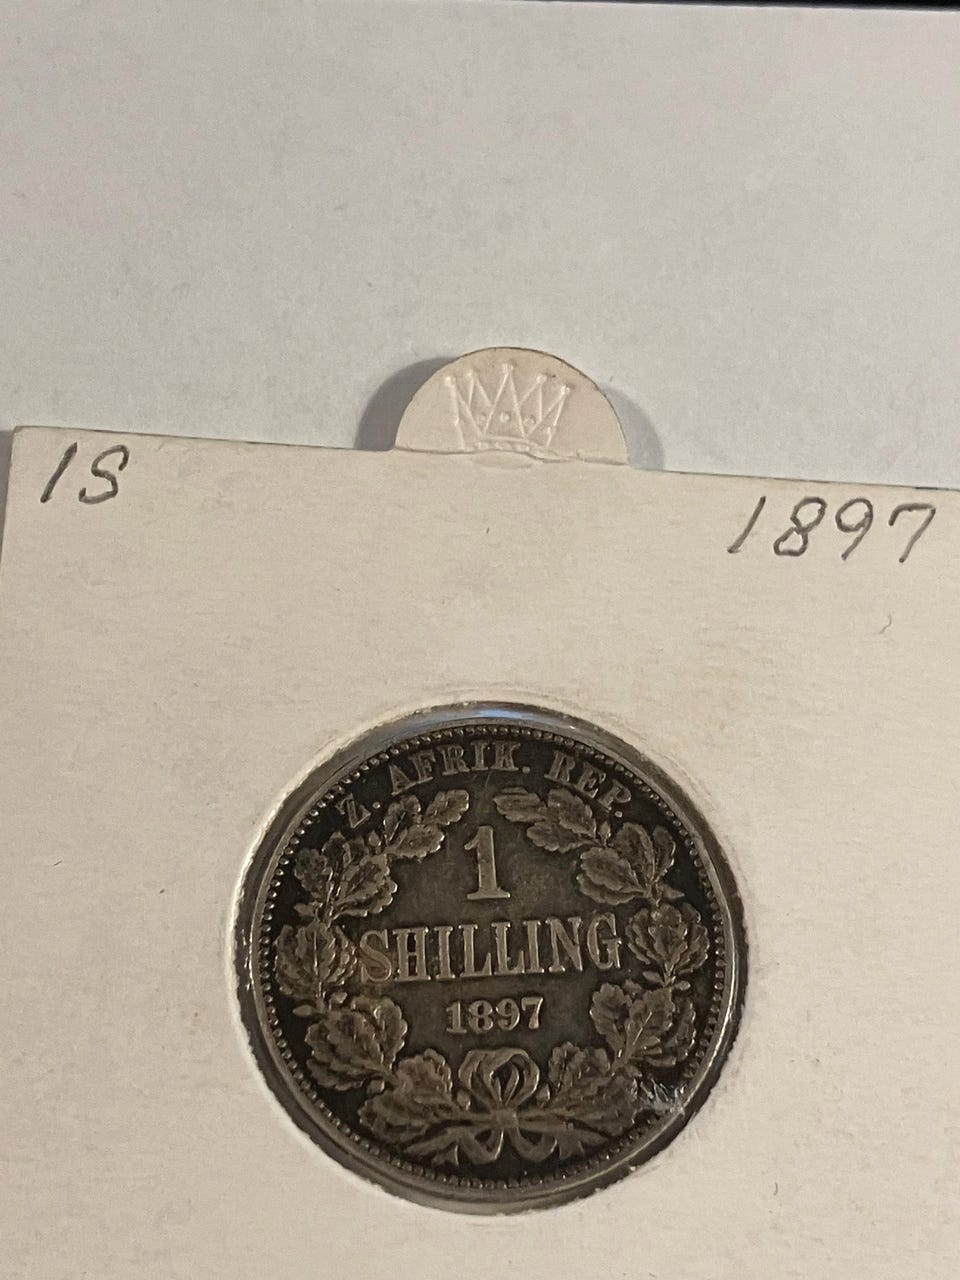 1S
1897
Z. AFRIK. REP.
1
SHILLING
1897